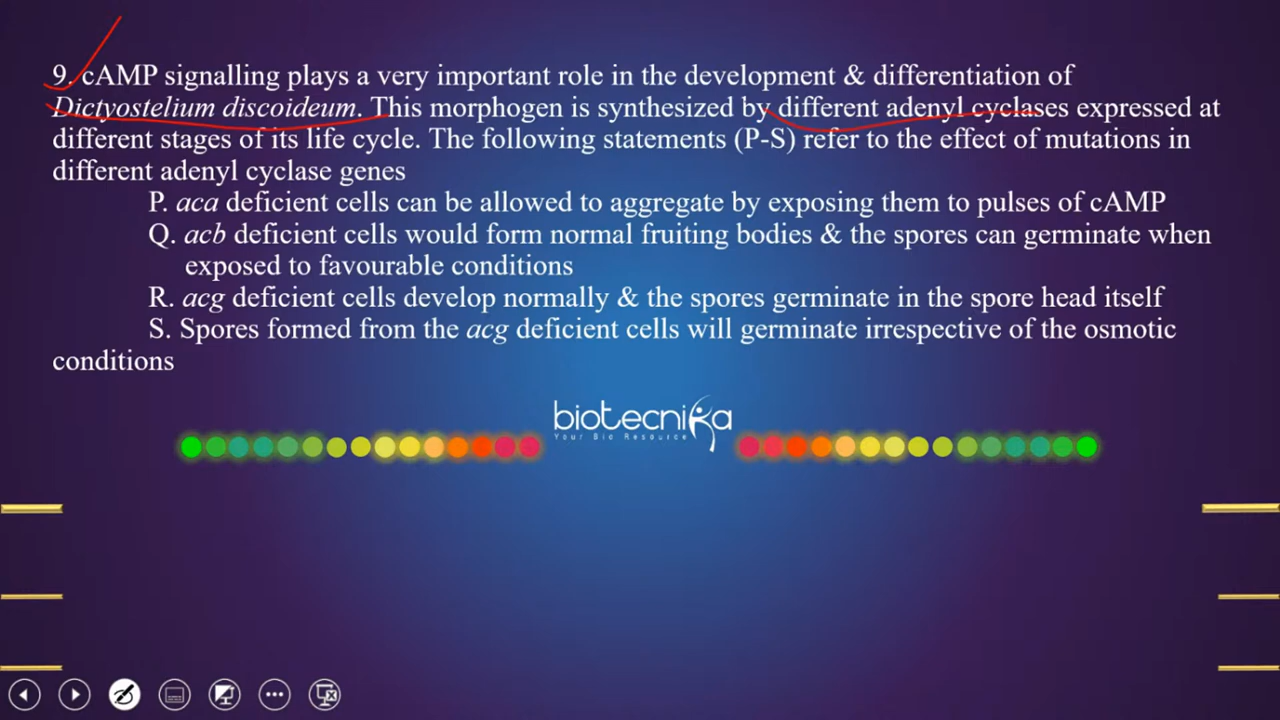 9. cAMP signalling plays a very important role in the development & differentiation of
Dictyostelium discoideum. This morphogen is synthesized by different adenyl cyclases expressed at
different stages of its life cycle. The following statements (P-S) refer to the effect of mutations in
different adenyl cyclase genes
P. aca deficient cells can be allowed to aggregate by exposing them to pulses of cAMP
Q. acb deficient cells would form normal fruiting bodies & the spores can germinate when
exposed to favourable conditions
R. acg deficient cells develop normally & the spores germinate in the spore head itself
S. Spores formed from the acg deficient cells will germinate irrespective of the osmotic
conditions
biotecnika
Your Bio Resource